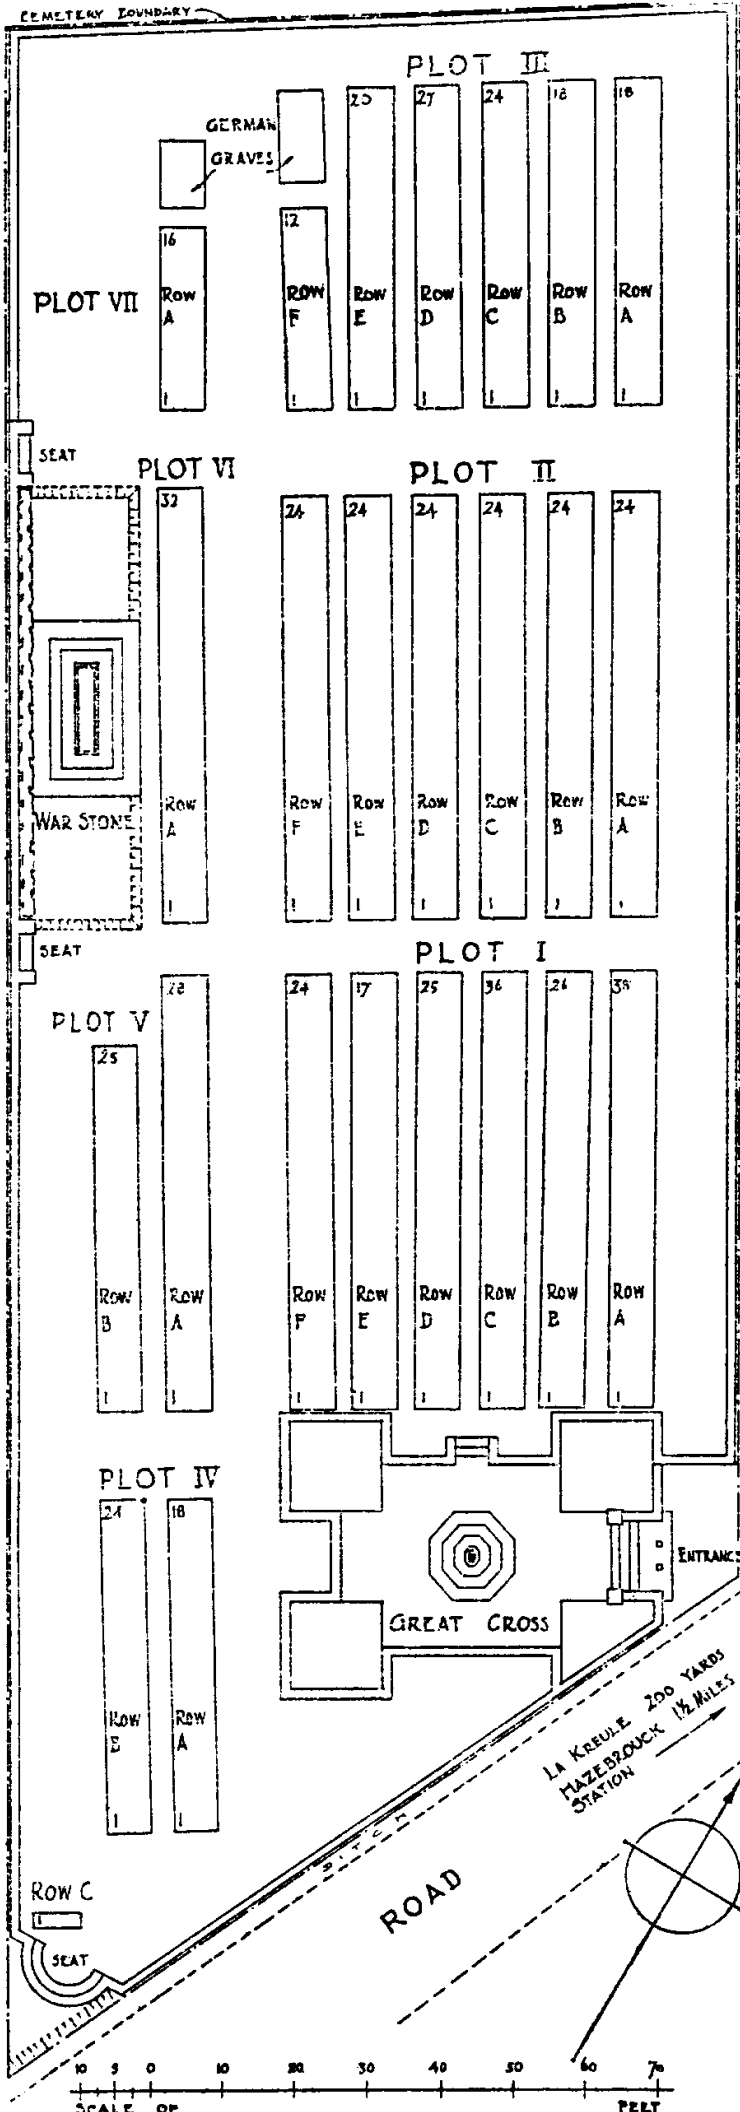 CEMETERY BOUNDARY
PLOT III
GERMAN
GRAVES
27 24 18 18
16 12
PLOT VII
Row A
Row F
Row E
Row D
Row C
Row B
Row A
1 1 1 1 1 1 1
SEAT
PLOT VI
PLOT II
32 24 24 24 24 24 24
WAR STONE
Row A
Row F
Row E
Row D
Row C
Row B
Row A
1 1 1 1 1 1 1
SEAT
PLOT I
28 24 17 25 36 26
PLOT V
25
Row B
Row A
Row F
Row E
Row D
Row C
Row B
Row A
1 1 1 1 1 1 1 1
PLOT IV
24 18
ENTRANCE
GREAT CROSS
Row B
Row A
1 1
LA KREULE 200 YARDS
HAZEBROUCK 1½ MILES
STATION
DITCH
ROAD
Row C
1
SEAT
10 5 0 10 20 30 40 50 60 70
SCALE OF FEET